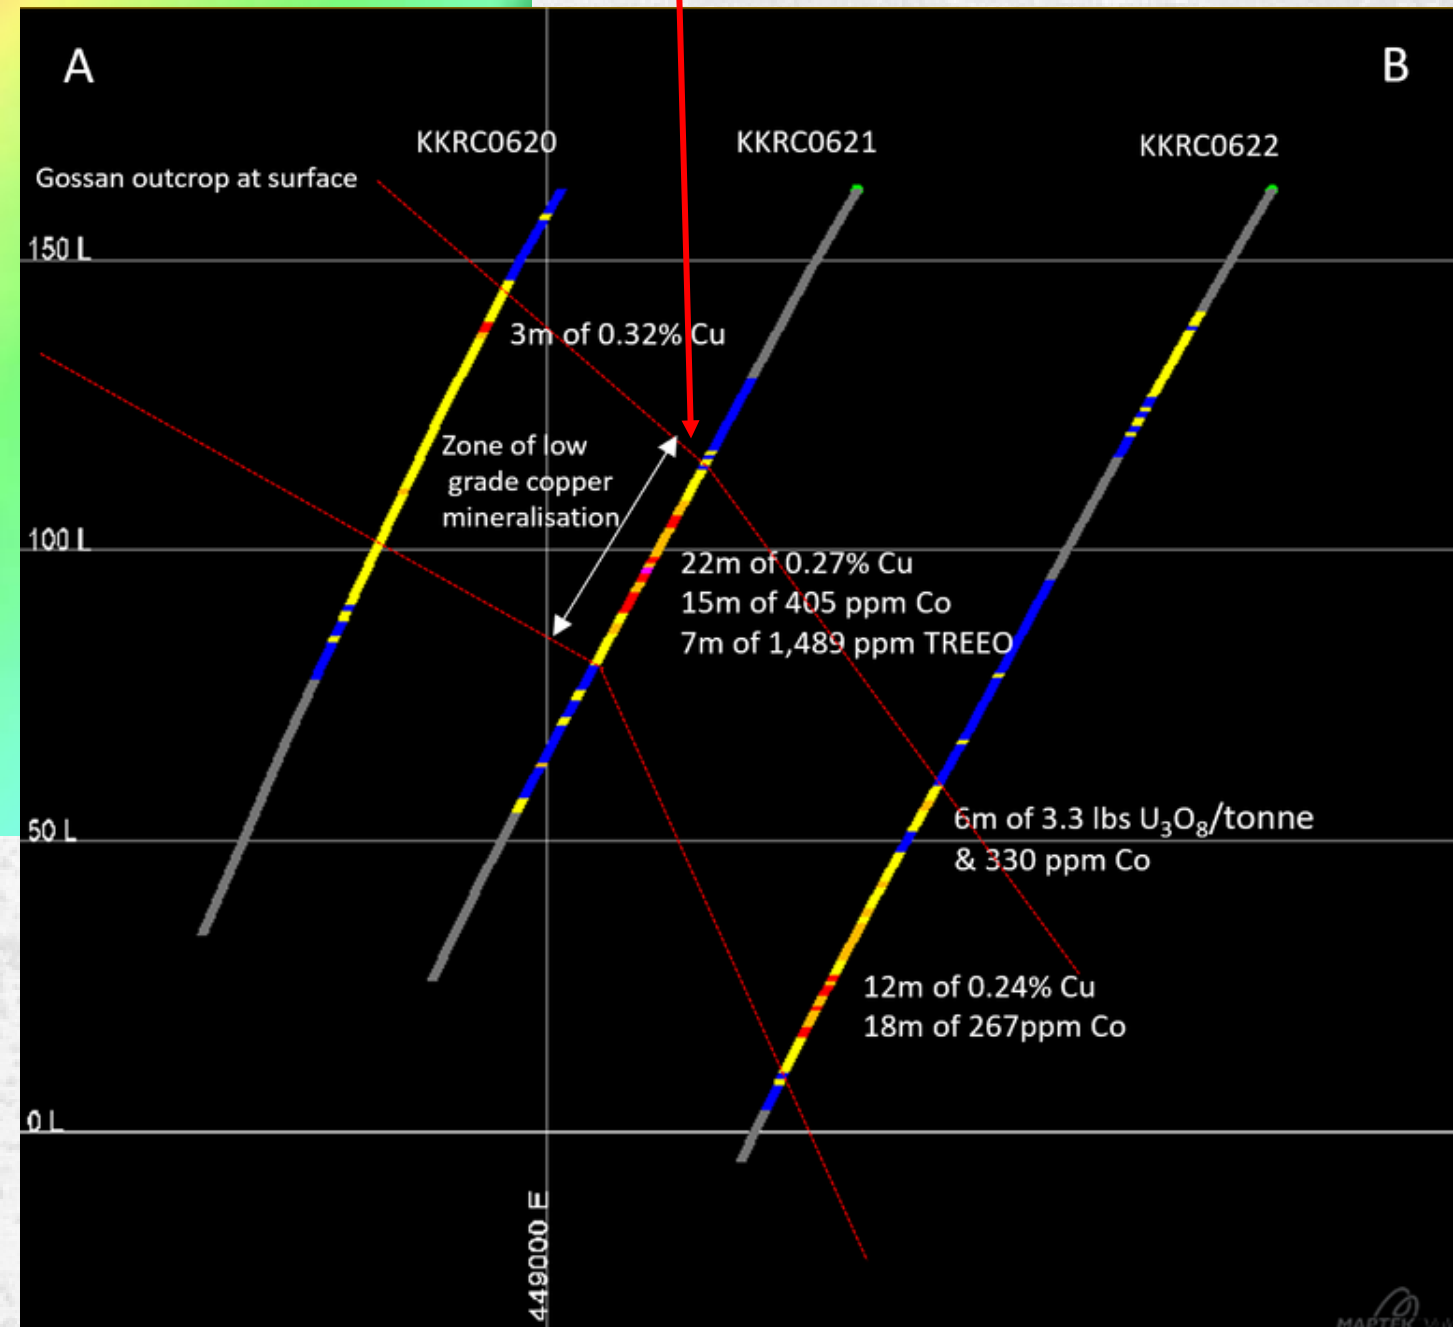 A
B
KKRC0620
KKRC0621
KKRC0622
Gossan outcrop at surface
150 L
3m of 0.32% Cu
Zone of low
grade copper
mineralisation
100 L
22m of 0.27% Cu
15m of 405 ppm Co
7m of 1,489 ppm TREEO
50 L
6m of 3.3 lbs U₃O₈/tonne
& 330 ppm Co
12m of 0.24% Cu
18m of 267ppm Co
0 L
449000 E